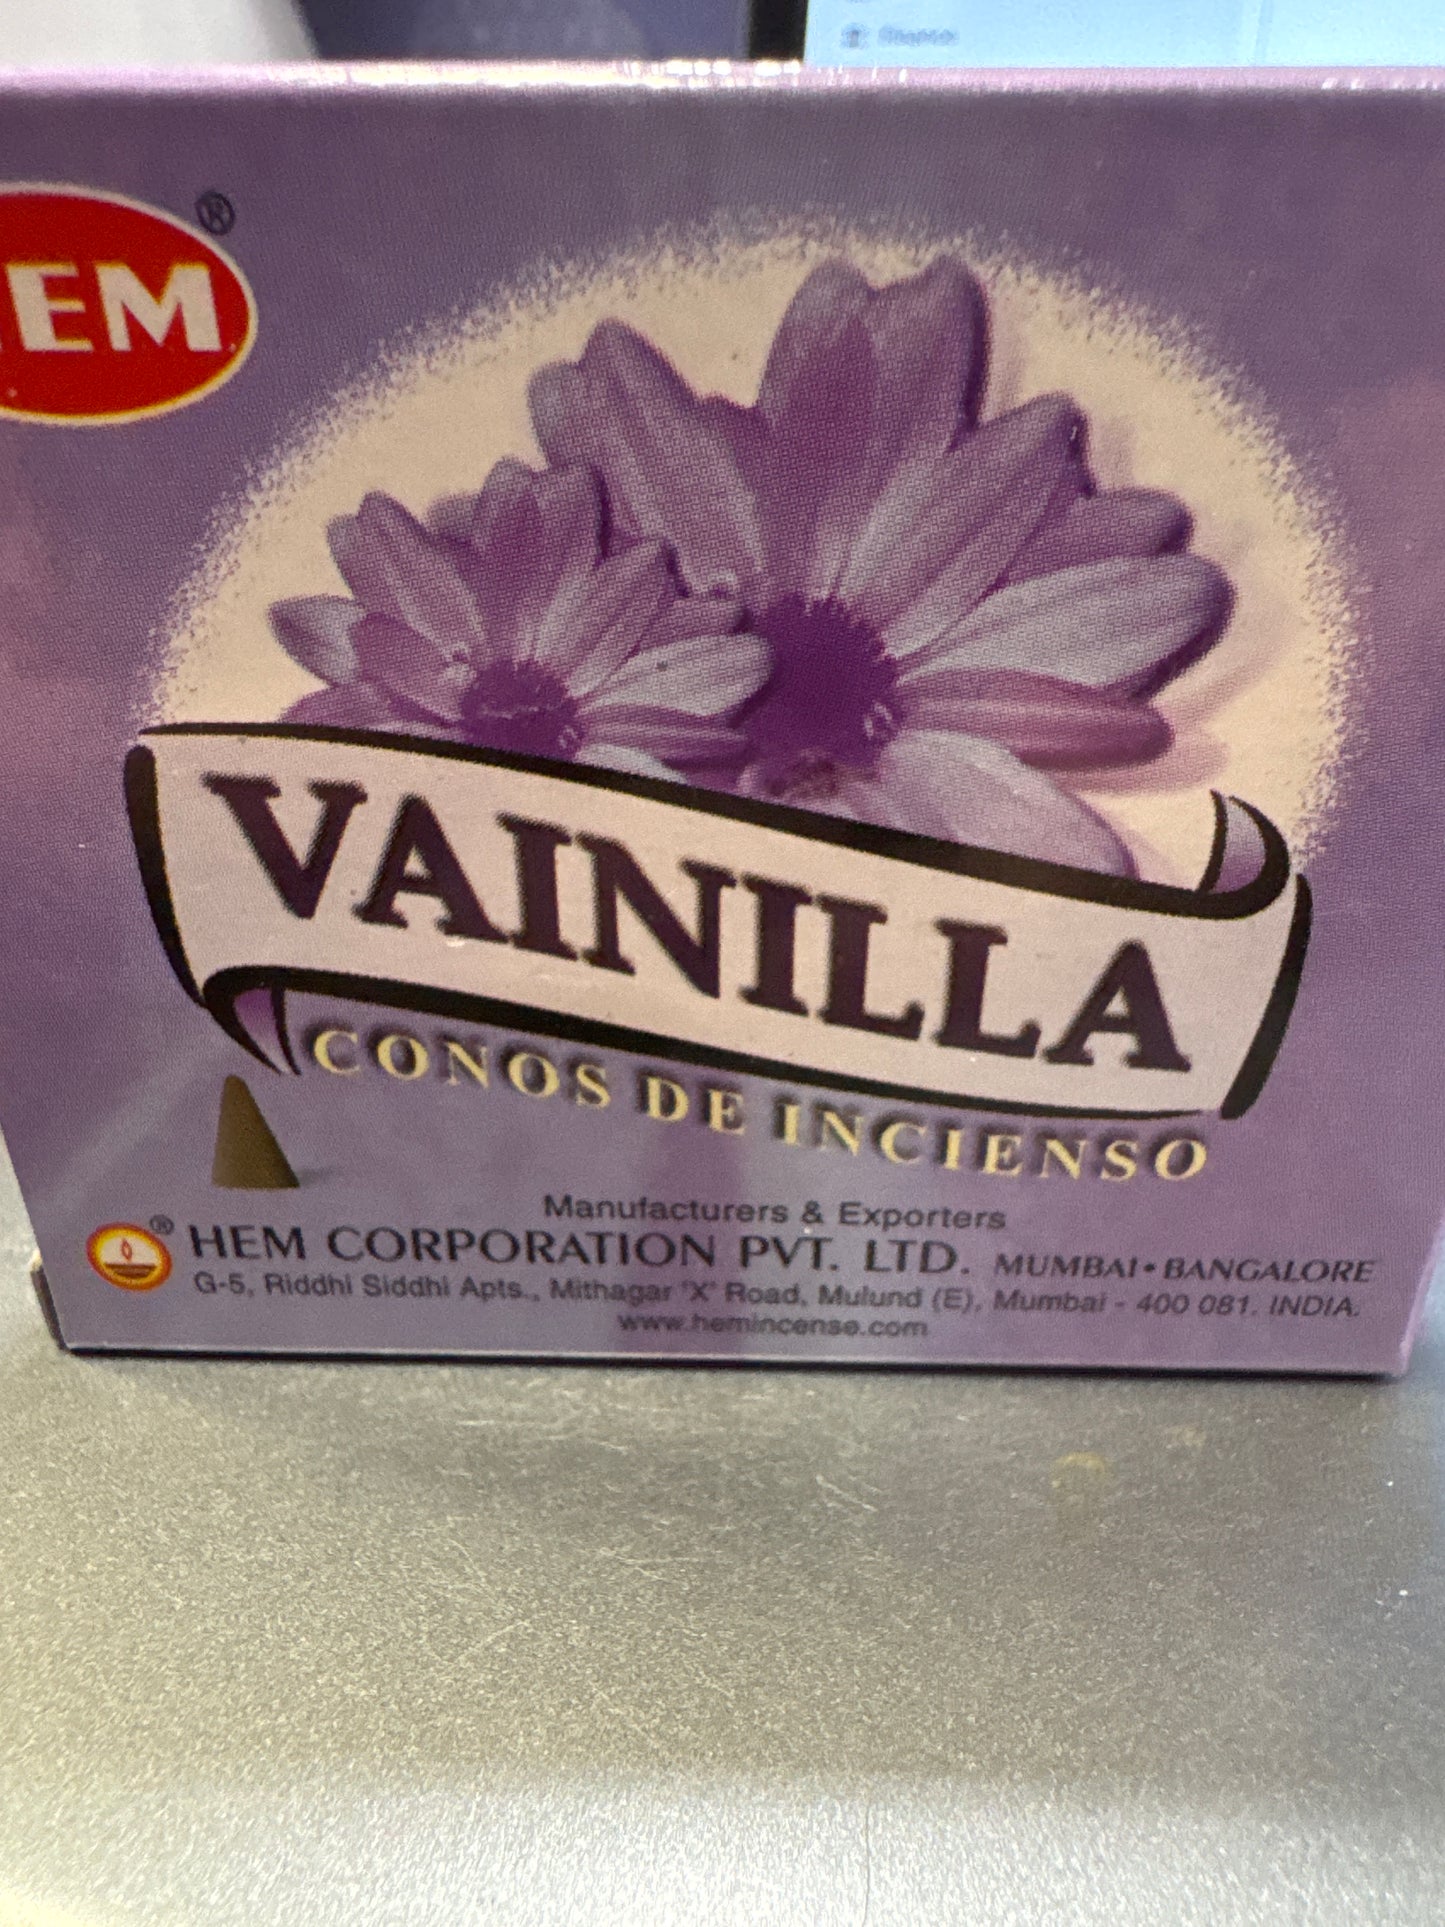 HEM®
VAINILLA
CONOS DE INCIENSO
Manufacturers & Exporters
® HEM CORPORATION PVT. LTD. MUMBAI • BANGALORE
G-5, Riddhi Siddhi Apts., Mithagar 'X' Road, Mulund (E), Mumbai - 400 081. INDIA.
www.hemincense.com